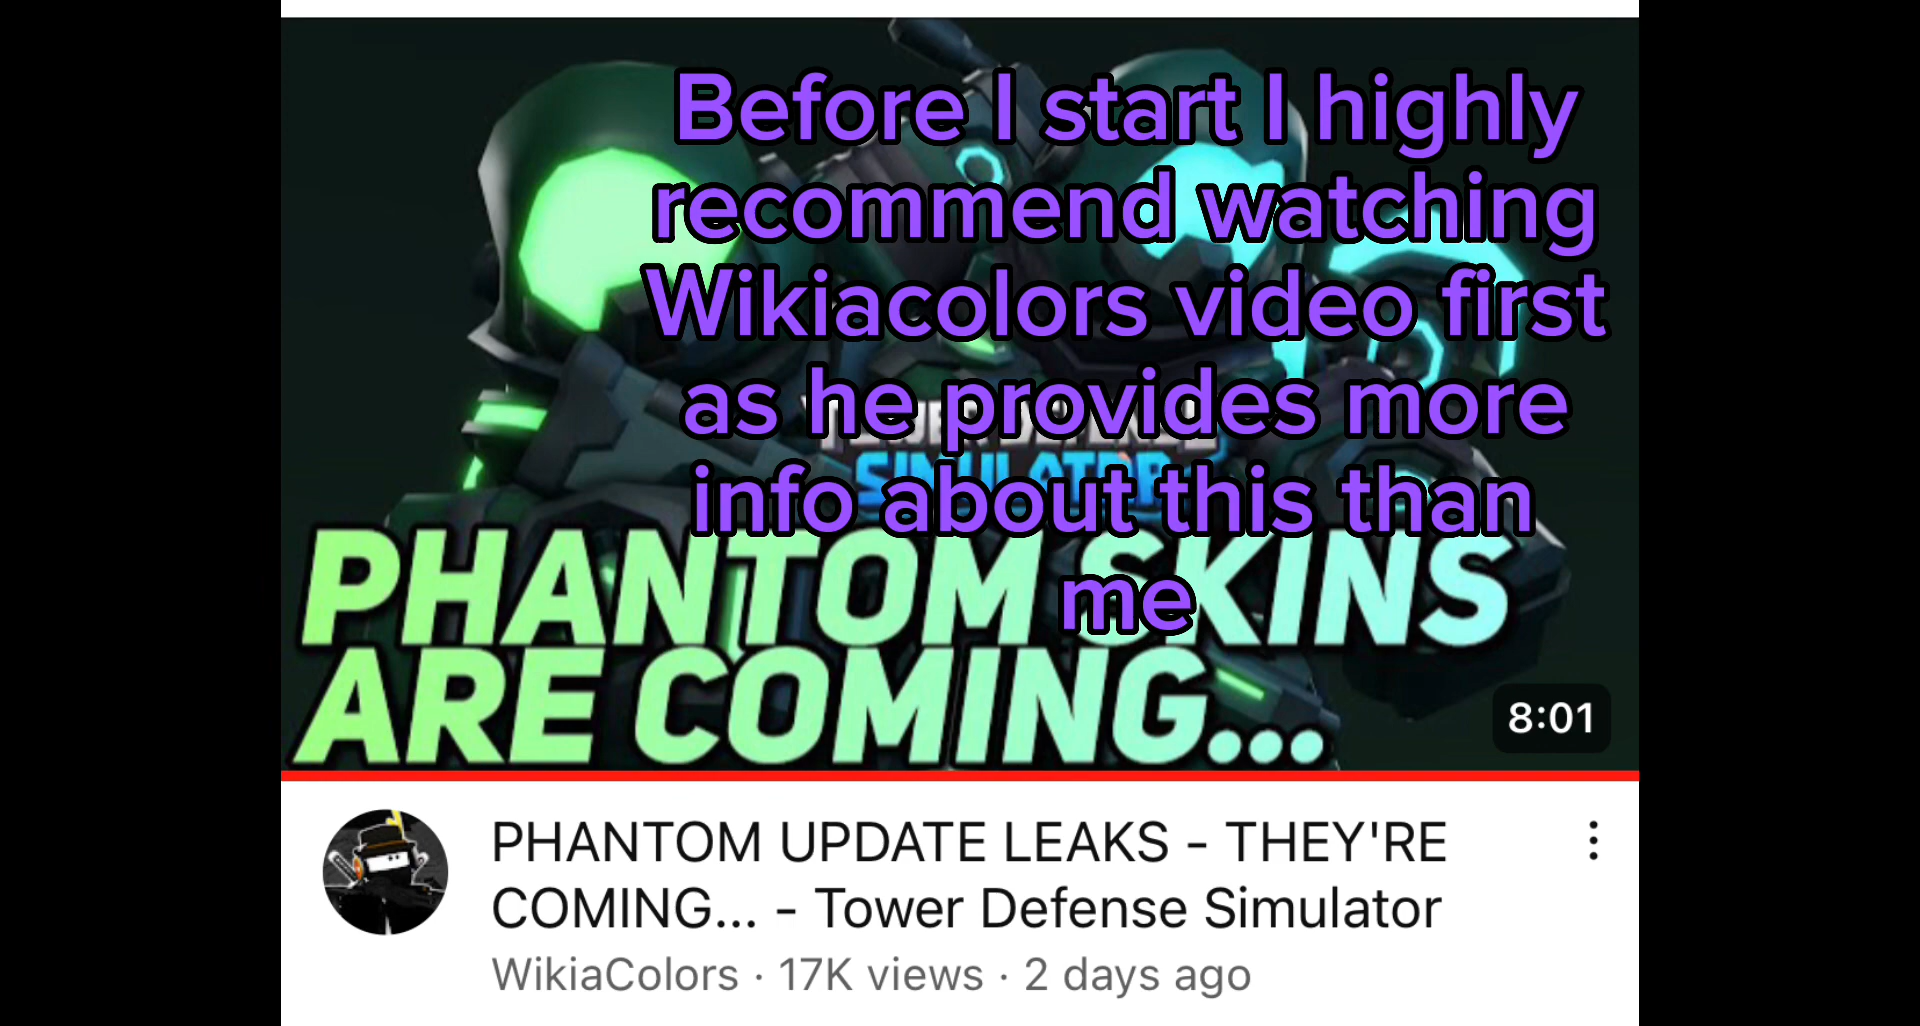 Before I start I highly
recommend watching
Wikiacolors video first
as he provides more
info about this than
me
SIMULATOR
PHANTOM SKINS
ARE COMING...
8:01
PHANTOM UPDATE LEAKS - THEY'RE
COMING... - Tower Defense Simulator
WikiaColors · 17K views · 2 days ago